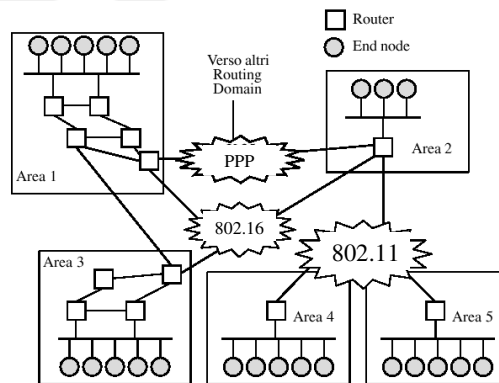 Router
End node
Verso altri
Routing
Domain
PPP
Area 1
Area 2
802.16
802.11
Area 3
Area 4
Area 5